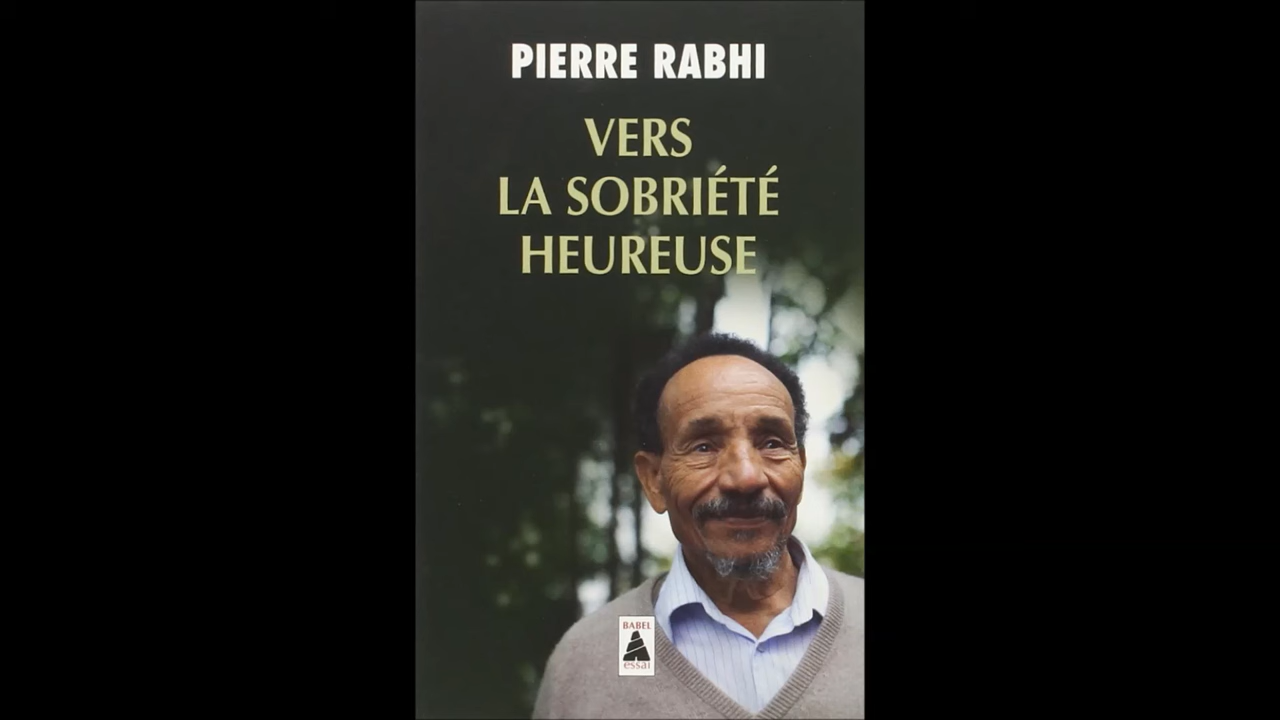 PIERRE RABHI
VERS
LA SOBRIÉTÉ
HEUREUSE
BABEL
essai